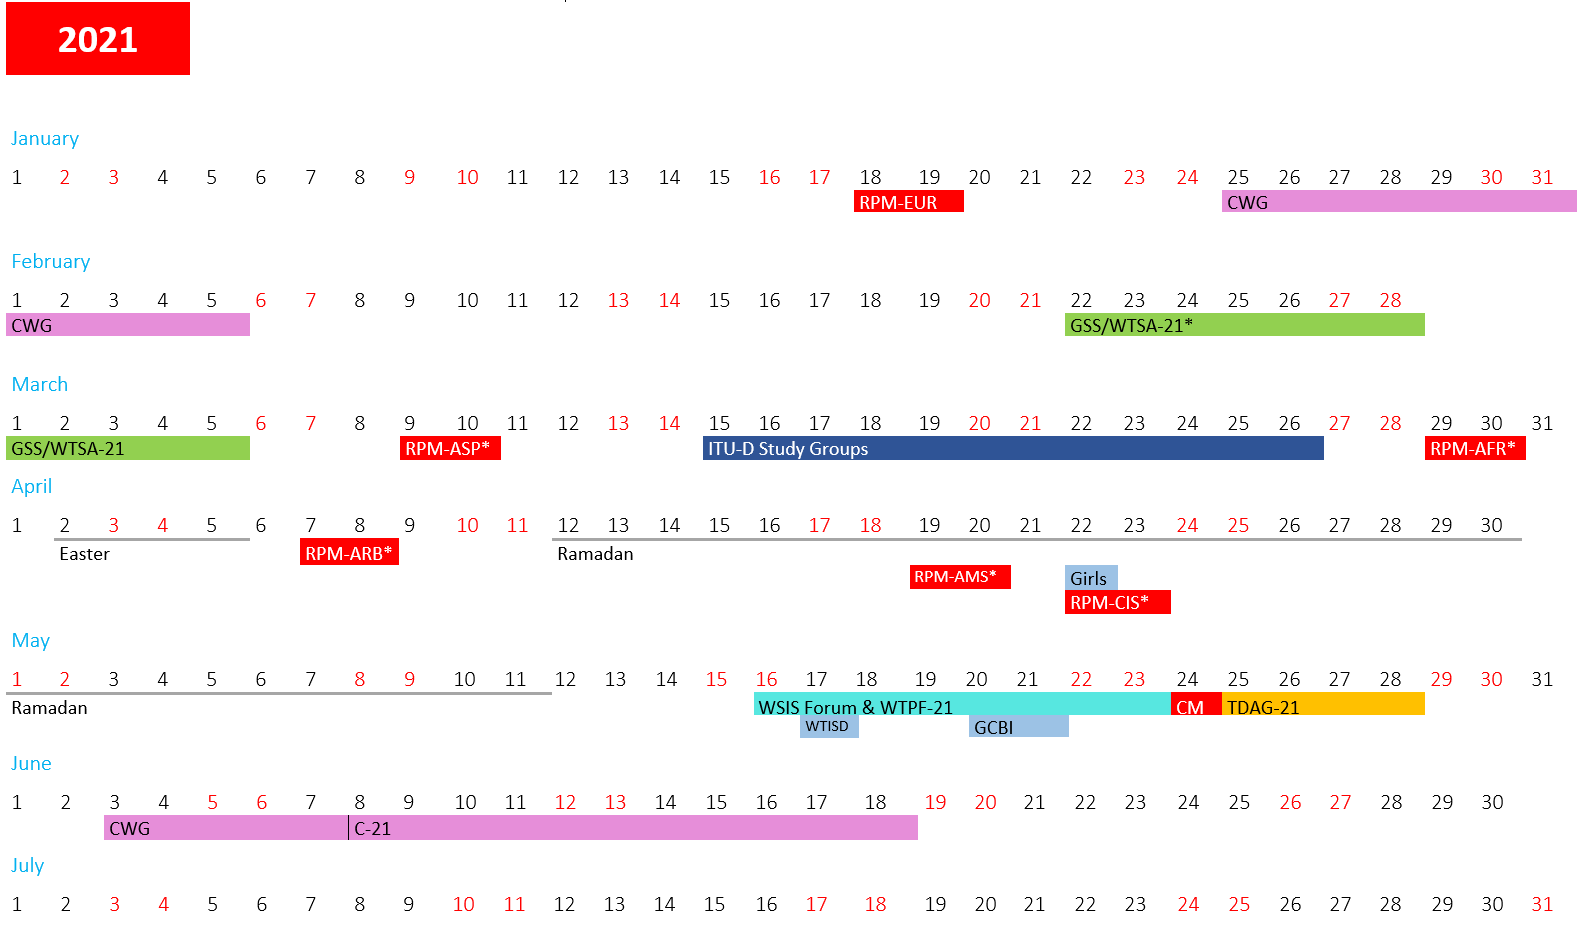 2021
January
1 2 3 4 5 6 7 8 9 10 11 12 13 14 15 16 17 18 19 20 21 22 23 24 25 26 27 28 29 30 31
RPM-EUR CWG
February
1 2 3 4 5 6 7 8 9 10 11 12 13 14 15 16 17 18 19 20 21 22 23 24 25 26 27 28
CWG GSS/WTSA-21*
March
1 2 3 4 5 6 7 8 9 10 11 12 13 14 15 16 17 18 19 20 21 22 23 24 25 26 27 28 29 30 31
GSS/WTSA-21 RPM-ASP* ITU-D Study Groups RPM-AFR*
April
1 2 3 4 5 6 7 8 9 10 11 12 13 14 15 16 17 18 19 20 21 22 23 24 25 26 27 28 29 30
Easter RPM-ARB* Ramadan
RPM-AMS* Girls
RPM-CIS*
May
1 2 3 4 5 6 7 8 9 10 11 12 13 14 15 16 17 18 19 20 21 22 23 24 25 26 27 28 29 30 31
Ramadan WSIS Forum & WTPF-21 CM TDAG-21
WTISD GCBI
June
1 2 3 4 5 6 7 8 9 10 11 12 13 14 15 16 17 18 19 20 21 22 23 24 25 26 27 28 29 30
CWG C-21
July
1 2 3 4 5 6 7 8 9 10 11 12 13 14 15 16 17 18 19 20 21 22 23 24 25 26 27 28 29 30 31